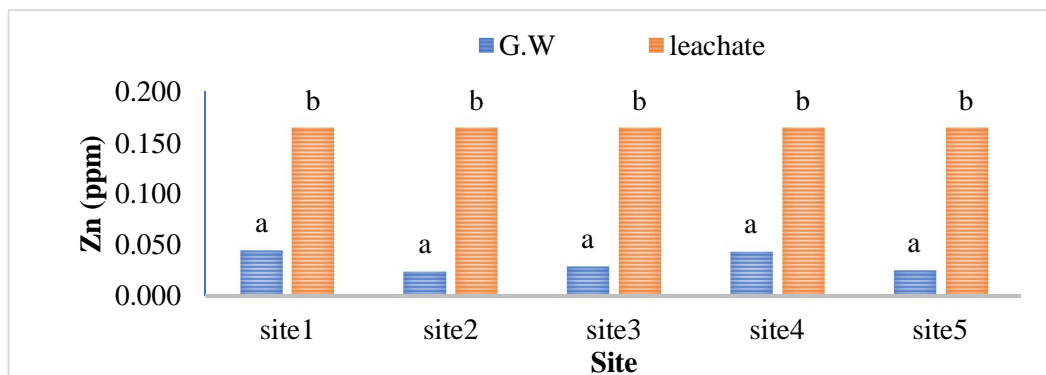 G.W leachate
Zn (ppm)
0.200
0.150
0.100
0.050
0.000
b b b b b
a a a a a
site1 site2 site3 site4 site5
Site